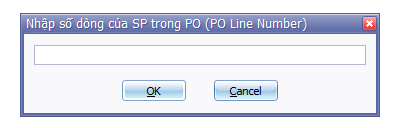 Nhập số dòng của SP trong PO (PO Line Number)
OK Cancel